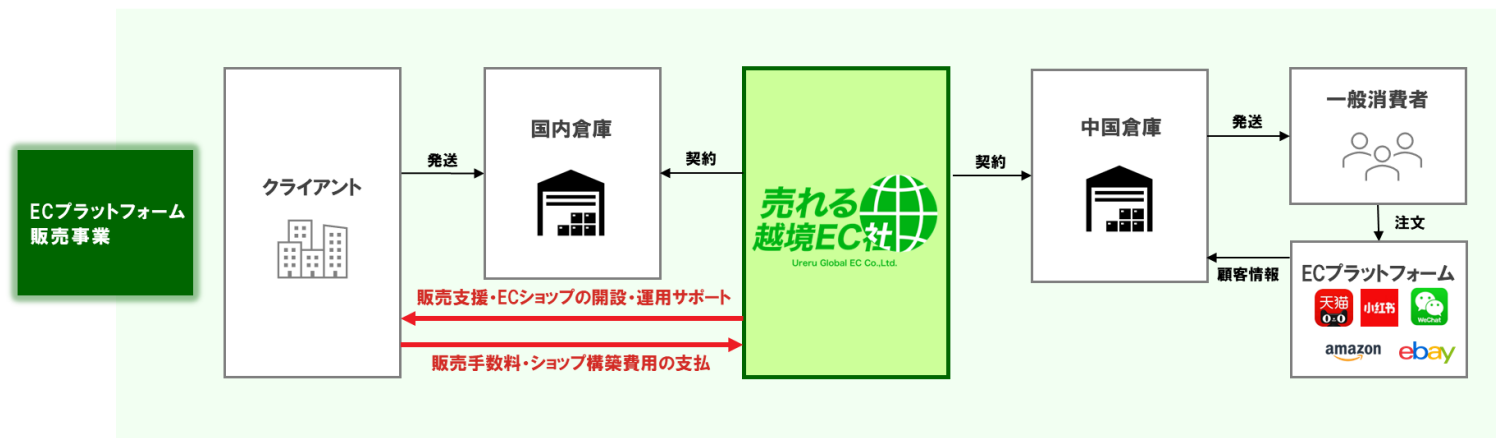 ECプラットフォーム
販売事業
クライアント
発送
国内倉庫
契約
売れる
越境EC社
Ureru Global EC Co.,Ltd.
販売支援・ECショップの開設・運用サポート
販売手数料・ショップ構築費用の支払
契約
中国倉庫
発送
一般消費者
注文
顧客情報
ECプラットフォーム
天猫
小红书
WeChat
amazon
ebay